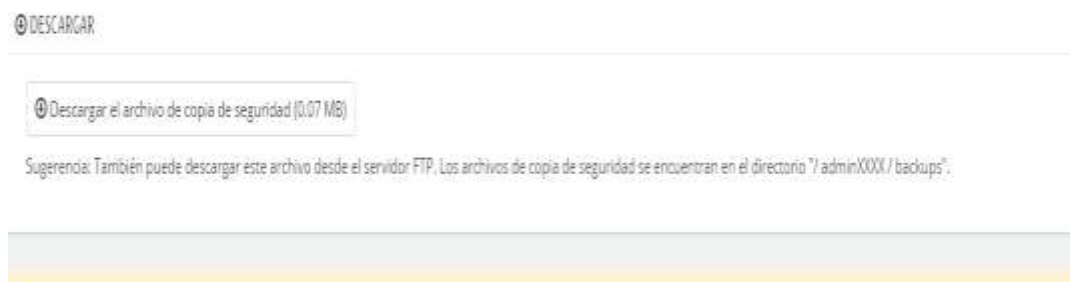 DESCARGAR
Descargar el archivo de copia de seguridad (0.07 MB)
Sugerencia: También puede descargar este archivo desde el servidor FTP. Los archivos de copia de seguridad se encuentran en el directorio "/ adminXXXX / backups".